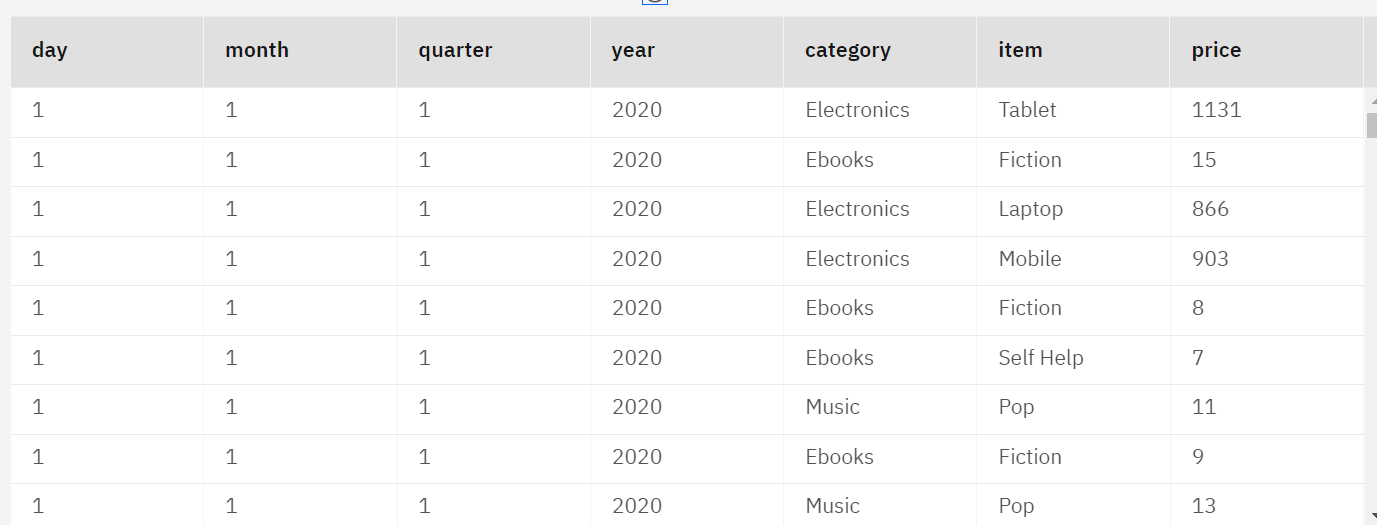 day month quarter year category item price
1 1 1 2020 Electronics Tablet 1131
1 1 1 2020 Ebooks Fiction 15
1 1 1 2020 Electronics Laptop 866
1 1 1 2020 Electronics Mobile 903
1 1 1 2020 Ebooks Fiction 8
1 1 1 2020 Ebooks Self Help 7
1 1 1 2020 Music Pop 11
1 1 1 2020 Ebooks Fiction 9
1 1 1 2020 Music Pop 13